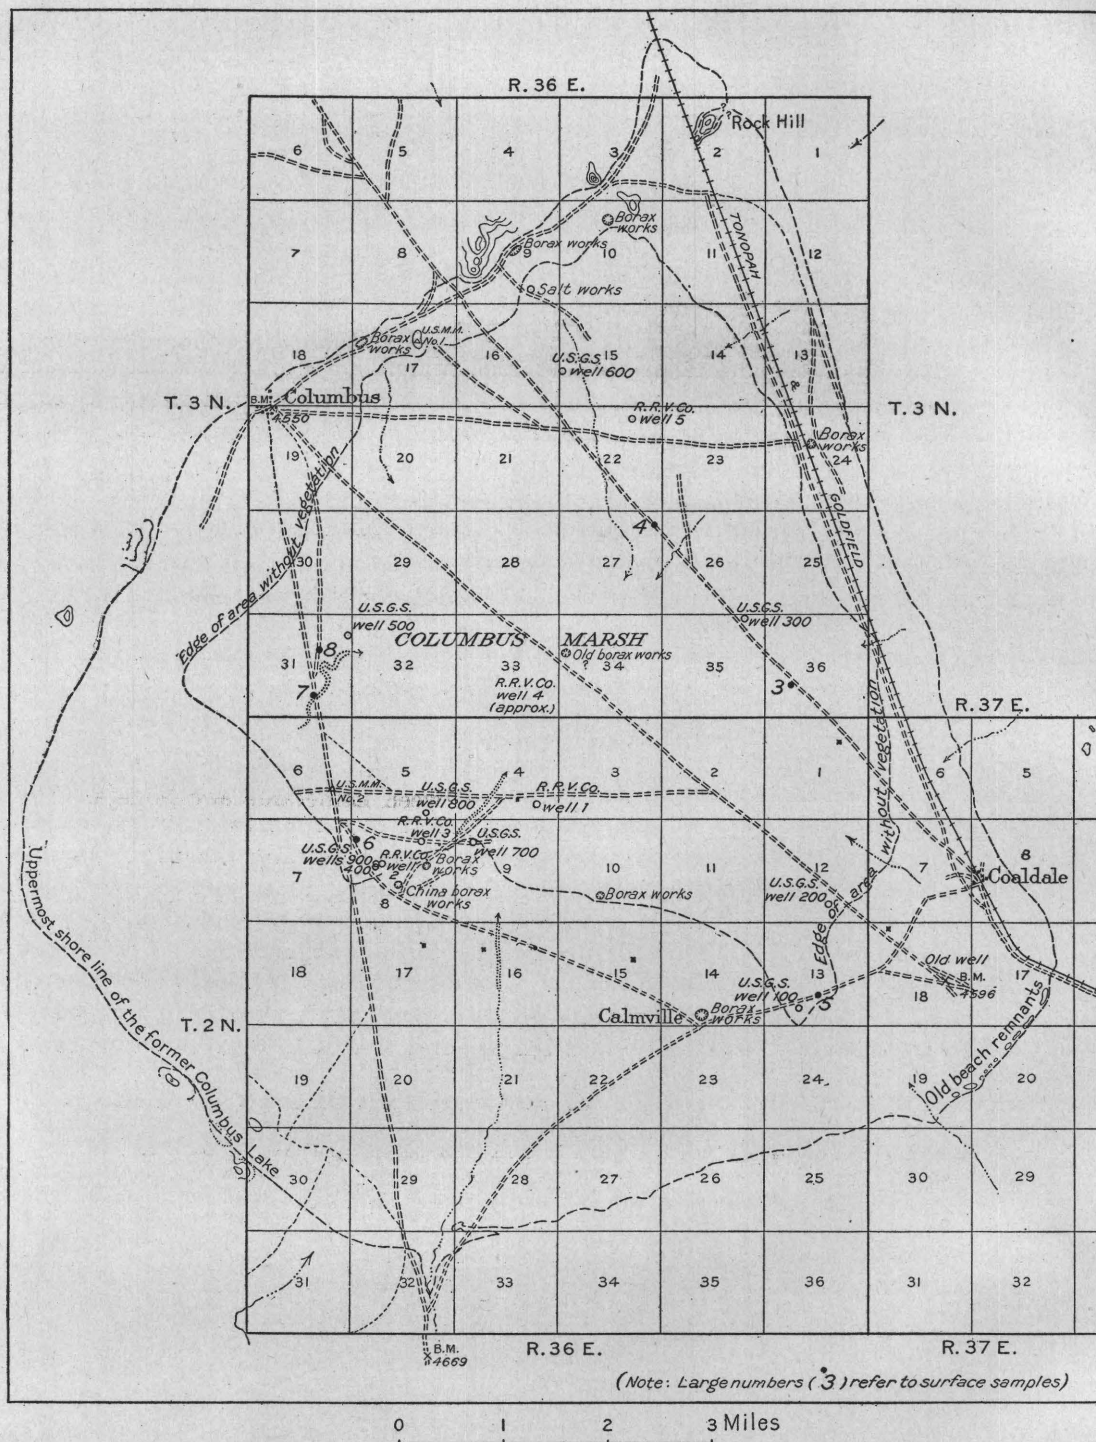 R. 36 E.
Rock Hill
6 5 4 3 2 1
TONOPAH & GOLDFIELD
Borax works
7 8 9 10 11 12
Borax works
Salt works
U.S.M.M. No. 1
Borax works
18 17 16 15 14 13
U.S.G.S. well 600
T. 3 N.
B.M. 4550
Columbus
R.R.V.Co. well 5
T. 3 N.
Borax works
19 20 21 22 23 24
Edge of area without vegetation
4
30 29 28 27 26 25
U.S.G.S. well 500
U.S.G.S. well 300
COLUMBUS MARSH
8
Old borax works ?
31 32 33 34 35 36
7
R.R.V.Co. well 4 (approx.)
3
R. 37 E.
6 5 4 3 2 1 6 5
U.S.M.M. No. 2
U.S.G.S. well 800
R.R.V.Co. well 1
R.R.V.Co. well 3
6
U.S.G.S. well 700
U.S.G.S. wells 900 400
R.R.V.Co. well 2
Borax works
China borax works
7 8 9 10 11 12 7 8
Coaldale
Borax works
U.S.G.S. well 200
Edge of area without vegetation
Old well
B.M. 4596
18 17 16 15 14 13 18 17
U.S.G.S. well 100
5
Calmville
Borax works
T. 2 N.
Uppermost shore line of the former Columbus Lake
Old beach remnants
19 20 21 22 23 24 19 20
30 29 28 27 26 25 30 29
31 32 33 34 35 36 31 32
B.M. 4669
R. 36 E.
R. 37 E.
(Note: Large numbers (3) refer to surface samples)
0 1 2 3 Miles